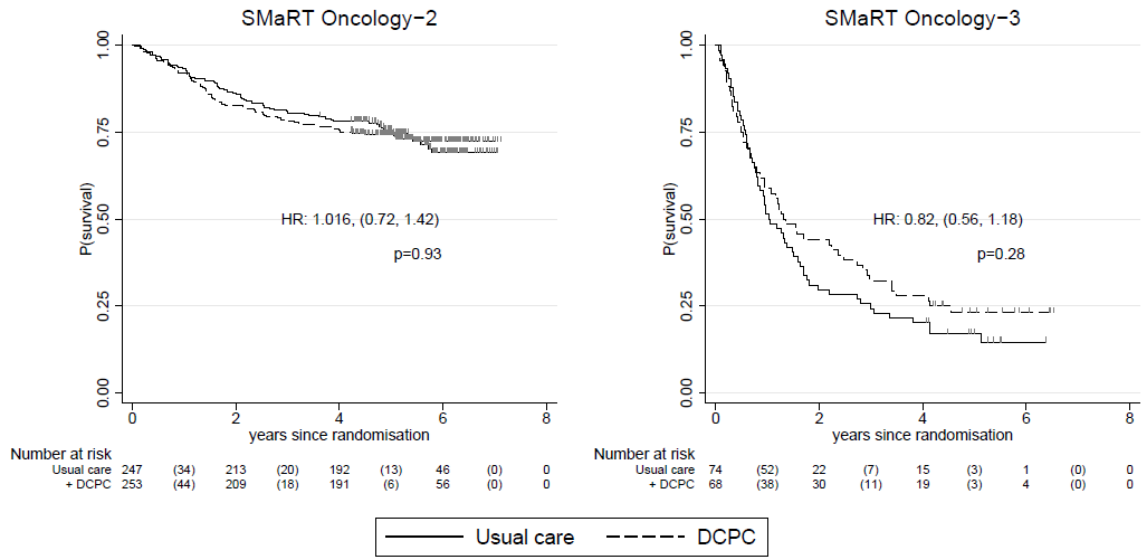 SMaRT Oncology−2
SMaRT Oncology−3
1.00
0.75
0.50
0.25
0.00
P(survival)
HR: 1.016, (0.72, 1.42)
p=0.93
0 2 4 6 8
years since randomisation
Number at risk
Usual care 247 (34) 213 (20) 192 (13) 46 (0) 0
+ DCPC 253 (44) 209 (18) 191 (6) 56 (0) 0
1.00
0.75
0.50
0.25
0.00
P(survival)
HR: 0.82, (0.56, 1.18)
p=0.28
0 2 4 6 8
years since randomisation
Number at risk
Usual care 74 (52) 22 (7) 15 (3) 1 (0) 0
+ DCPC 68 (38) 30 (11) 19 (3) 4 (0) 0
Usual care DCPC